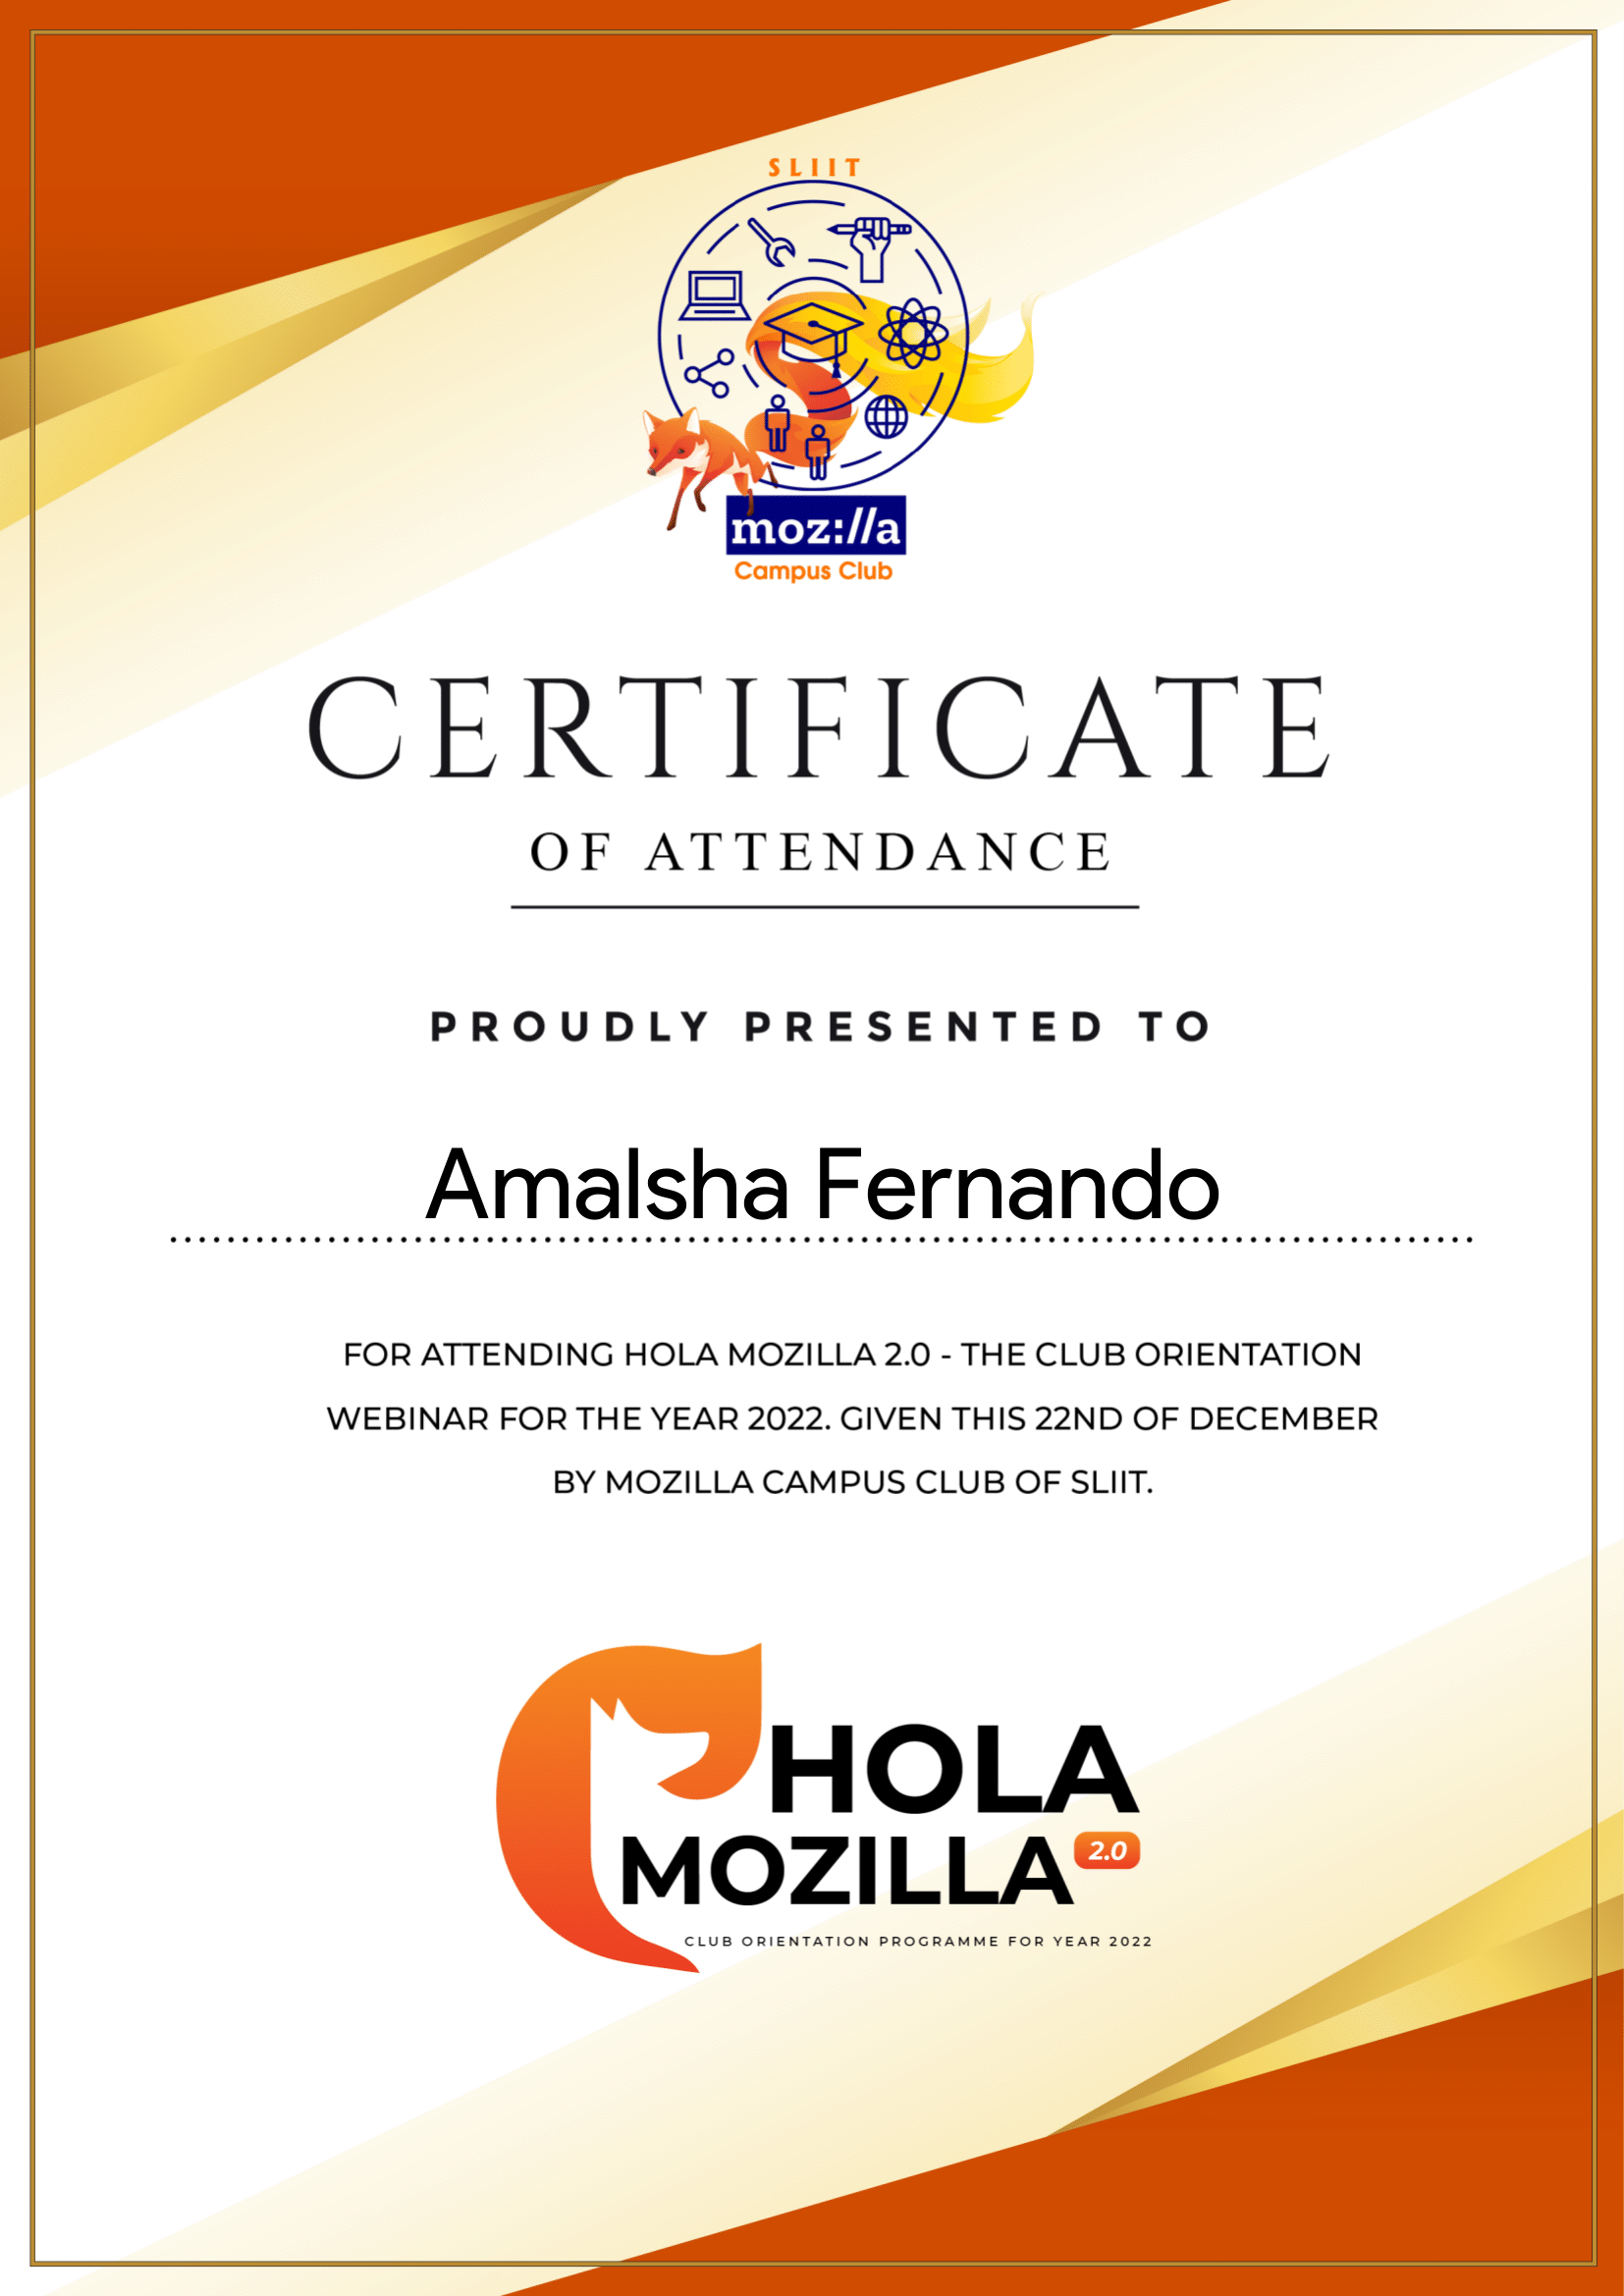 SLIIT
moz://a
Campus Club
CERTIFICATE
OF ATTENDANCE
PROUDLY PRESENTED TO
Amalsha Fernando
FOR ATTENDING HOLA MOZILLA 2.0 - THE CLUB ORIENTATION
WEBINAR FOR THE YEAR 2022. GIVEN THIS 22ND OF DECEMBER
BY MOZILLA CAMPUS CLUB OF SLIIT.
HOLA
MOZILLA 2.0
CLUB ORIENTATION PROGRAMME FOR YEAR 2022